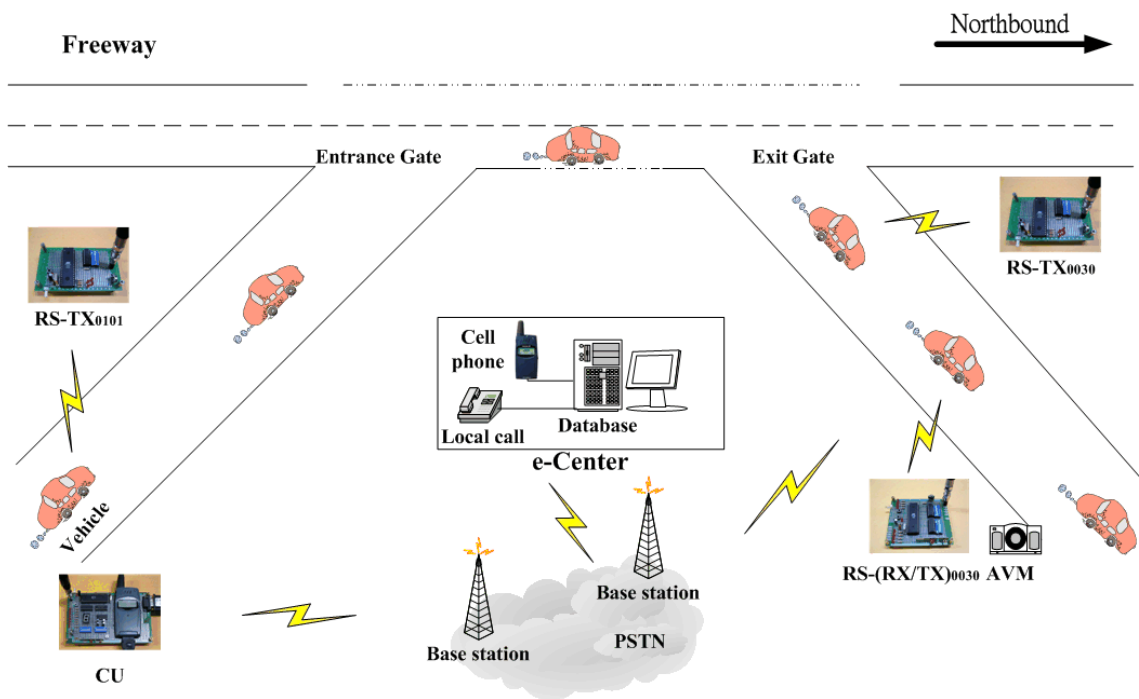 Freeway
Northbound
Entrance Gate
Exit Gate
RS-TX0101
RS-TX0030
Cell
phone
Local call
Database
e-Center
Vehicle
CU
Base station
Base station
PSTN
RS-(RX/TX)0030 AVM